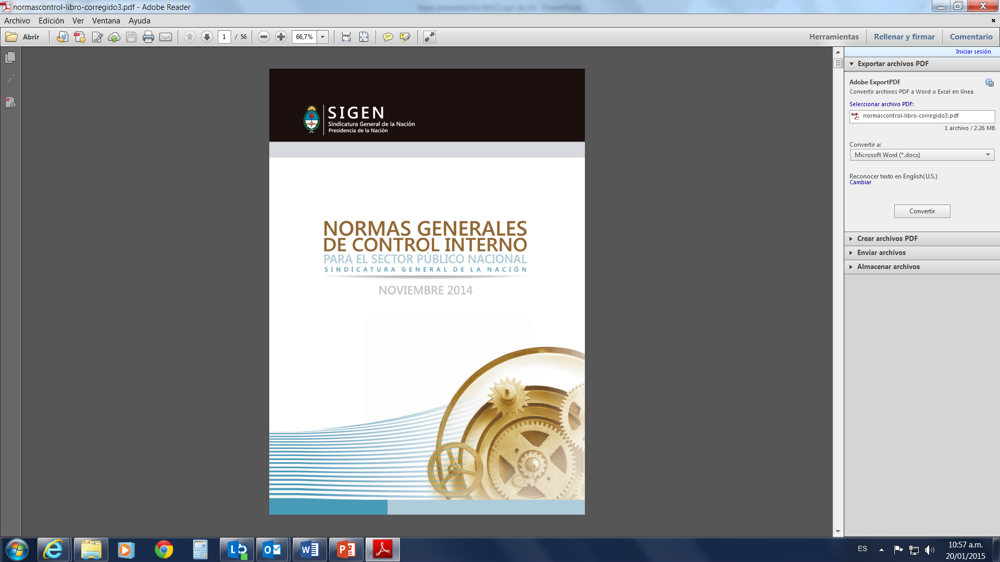 normascontrol-libro-corregido3.pdf - Adobe Reader
Archivo Edición Ver Ventana Ayuda
Abrir 1 / 56 66,7% Herramientas Rellenar y firmar Comentario
Iniciar sesión
Exportar archivos PDF
Adobe ExportPDF
Convertir archivos PDF a Word o Excel en línea
Seleccionar archivo PDF:
normascontrol-libro-corregido3.pdf
1 archivo / 2.26 MB
Convertir a:
Microsoft Word (*.docx)
Reconocer texto en English(U.S.)
Cambiar
Convertir
Crear archivos PDF
Enviar archivos
Almacenar archivos
SIGEN
Sindicatura General de la Nación
Presidencia de la Nación
NORMAS GENERALES
DE CONTROL INTERNO
PARA EL SECTOR PÚBLICO NACIONAL
SINDICATURA GENERAL DE LA NACIÓN
NOVIEMBRE 2014
ES
10:57 a.m.
20/01/2015